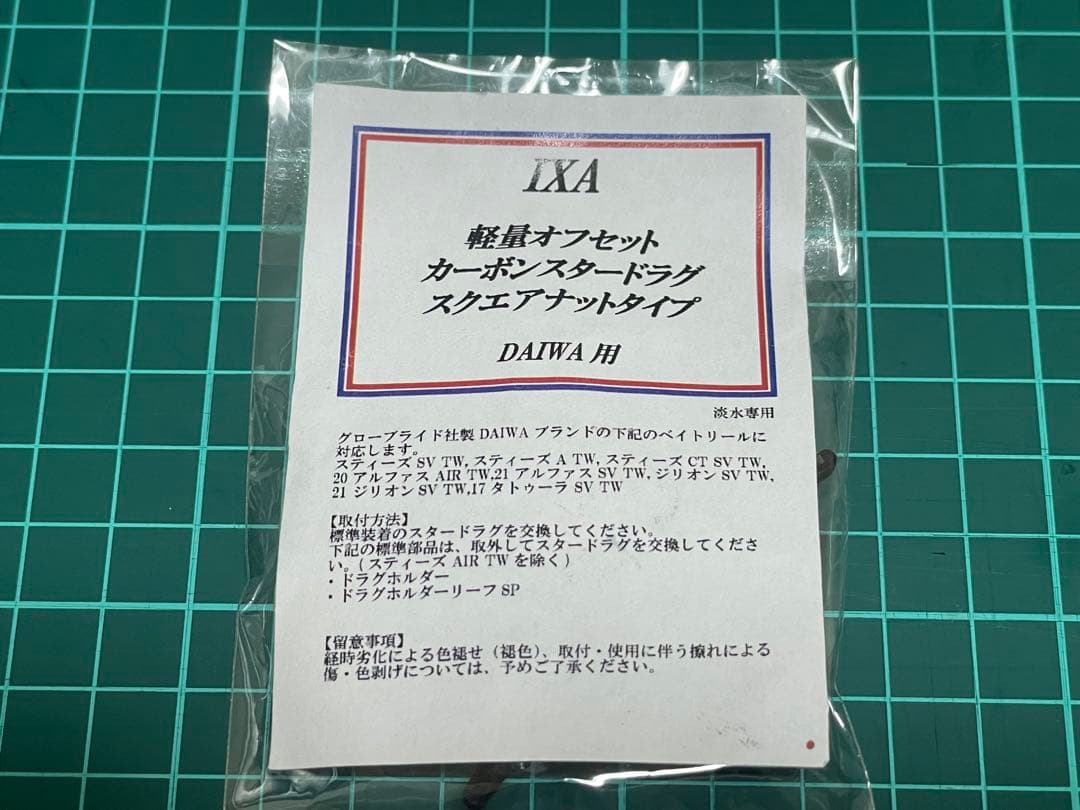 IXA
軽量オフセット
カーボンスタードラグ
スクエアナットタイプ
DAIWA 用
淡水専用
グローブライド社製 DAIWA ブランドの下記のベイトリールに
対応します。
スティーズ SV TW, スティーズ A TW, スティーズ CT SV TW,
20 アルファス AIR TW,21 アルファス SV TW, ジリオン SV TW,
21 ジリオン SV TW,17 タトゥーラ SV TW
【取付方法】
標準装着のスタードラグを交換してください。
下記の標準部品は、取外してスタードラグを交換してくださ
い。( スティーズ AIR TW を除く )
・ドラグホルダー
・ドラグホルダーリーフ SP
【留意事項】
経時劣化による色褪せ（褪色）、取付・使用に伴う擦れによる
傷・色剥げについては、予めご了承ください。